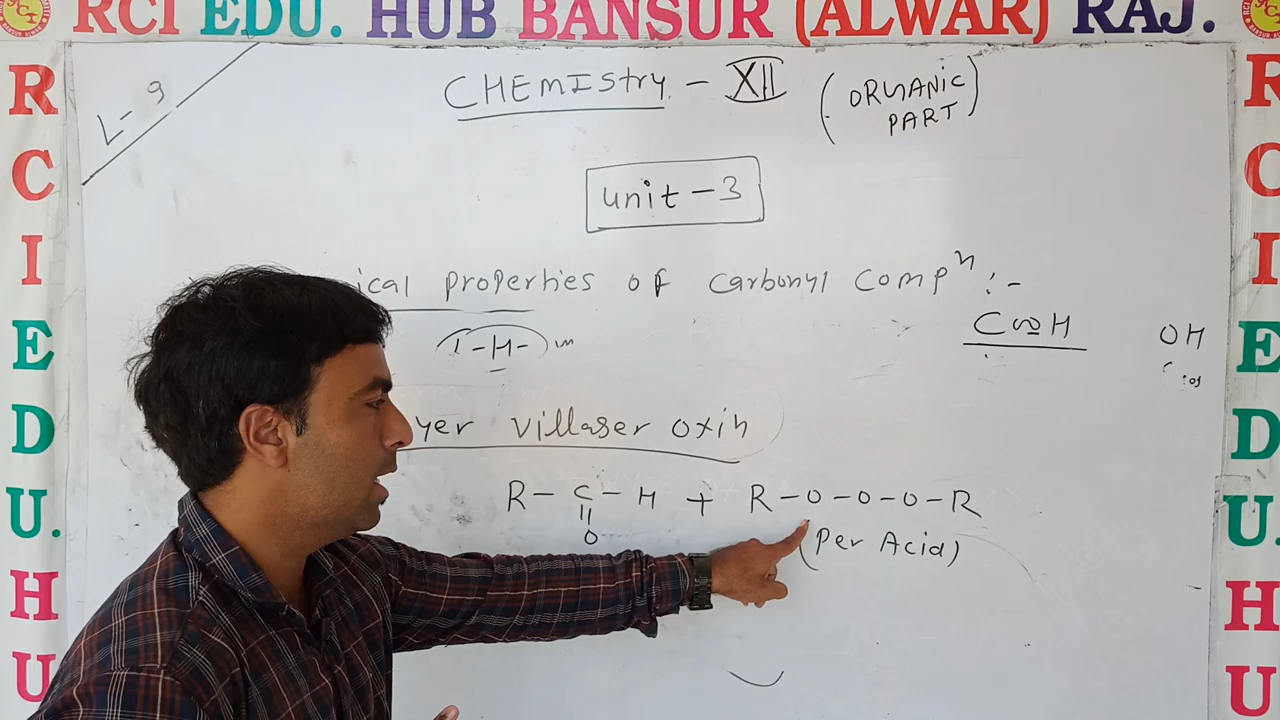 RCI EDU. HUB BANSUR (ALWAR) RAJ.
L-9
CHEMIStry - XII (ORGANIC PART)
unit-3
ical properties of carbonyl compn :-
COOH OH
yer villaser oxin
R-C-H + R-O-O-O-R
O
(Per Acid)
R
C
I
E
D
U.
H
U
R
C
I
E
D
U.
H
U